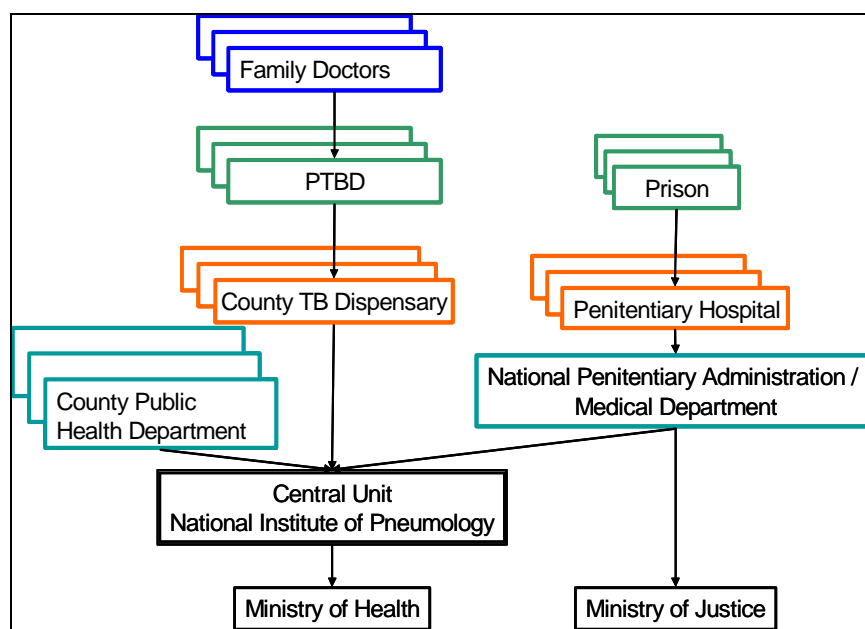 Family Doctors
PTBD
Prison
County TB Dispensary
Penitentiary Hospital
County Public
Health Department
National Penitentiary Administration /
Medical Department
Central Unit
National Institute of Pneumology
Ministry of Health
Ministry of Justice